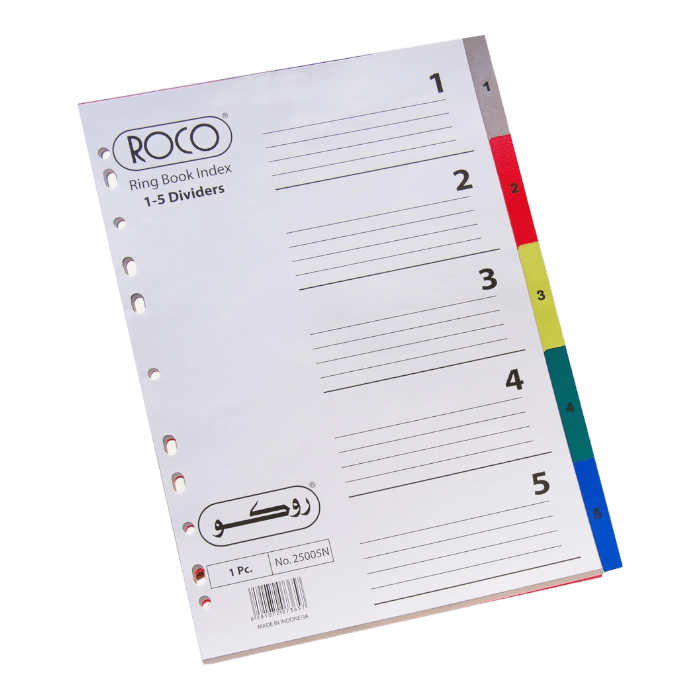 ROCO®
Ring Book Index
1-5 Dividers
1
2
3
4
5
1
2
3
4
5
روكو®
1 Pc.
No. 25005N
MADE IN INDONESIA